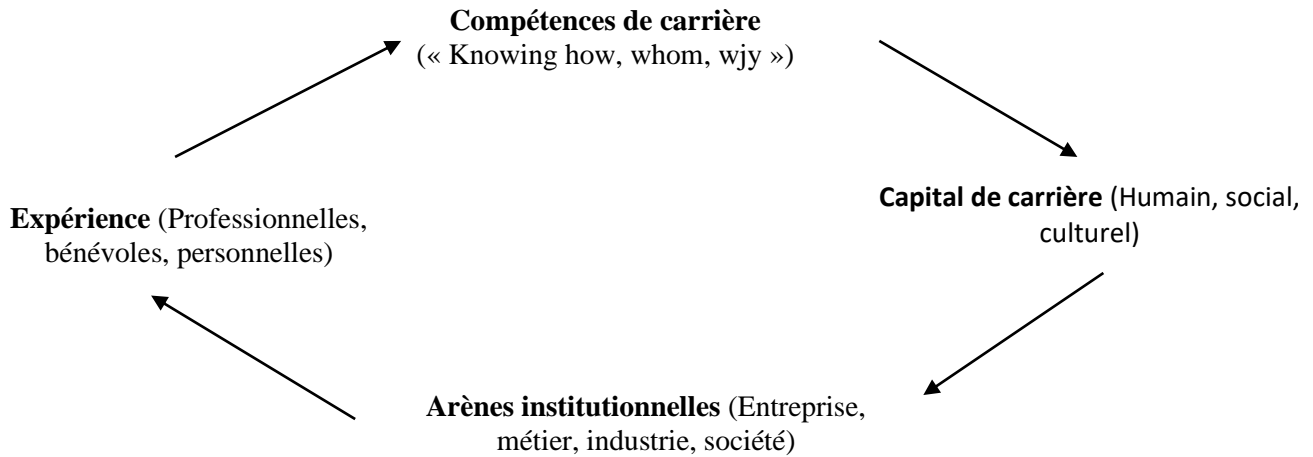 Compétences de carrière
(« Knowing how, whom, wjy »)
Capital de carrière (Humain, social,
culturel)
Expérience (Professionnelles,
bénévoles, personnelles)
Arènes institutionnelles (Entreprise,
métier, industrie, société)